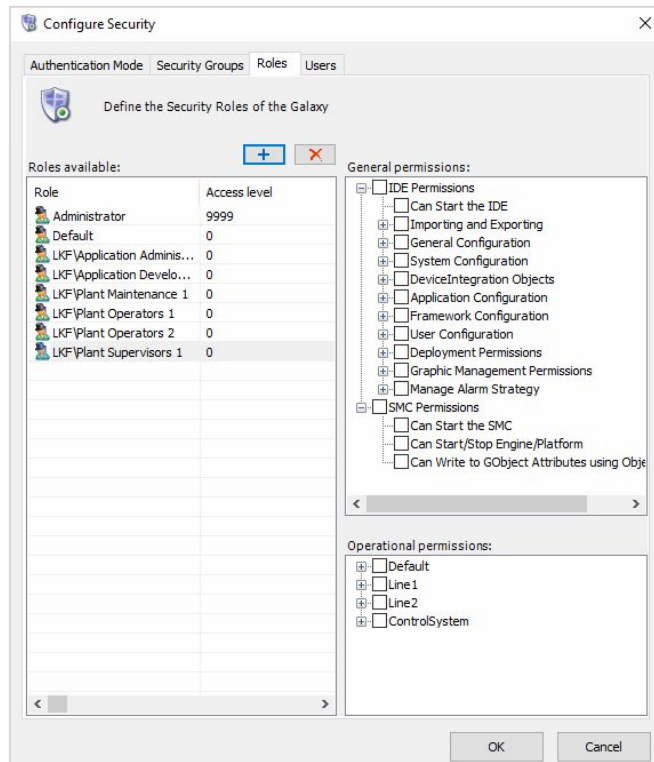 Configure Security
Authentication Mode
Security Groups
Roles
Users
Define the Security Roles of the Galaxy
Roles available:
Role Access level
Administrator 9999
Default 0
LKF\Application Adminis... 0
LKF\Application Develo... 0
LKF\Plant Maintenance 1 0
LKF\Plant Operators 1 0
LKF\Plant Operators 2 0
LKF\Plant Supervisors 1 0
General permissions:
IDE Permissions
Can Start the IDE
Importing and Exporting
General Configuration
System Configuration
DeviceIntegration Objects
Application Configuration
Framework Configuration
User Configuration
Deployment Permissions
Graphic Management Permissions
Manage Alarm Strategy
SMC Permissions
Can Start the SMC
Can Start/Stop Engine/Platform
Can Write to GObject Attributes using Obje
Operational permissions:
Default
Line1
Line2
ControlSystem
OK
Cancel